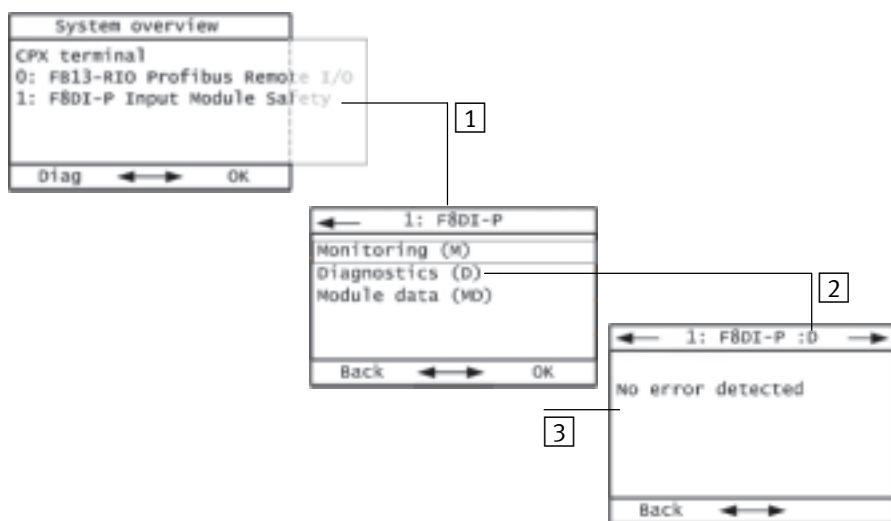 System overview
CPX terminal
0: FB13-RIO Profibus Remote I/O
1: F8DI-P Input Module Safety
Diag OK
1
1: F8DI-P
Monitoring (M)
Diagnostics (D)
Module data (MD)
Back OK
2
1: F8DI-P :D
No error detected
Back
3